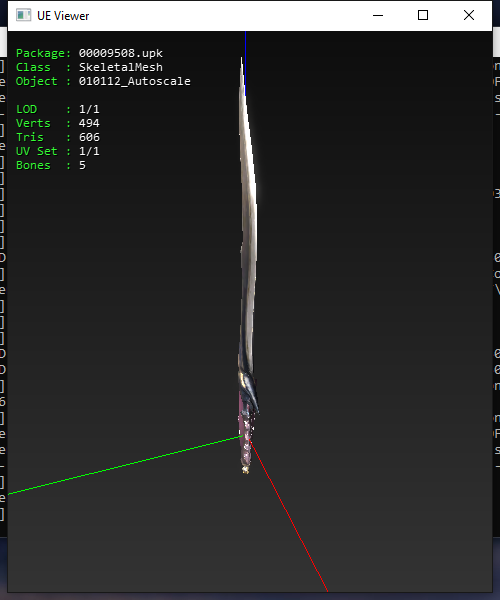 UE Viewer
Package: 00009508.upk
Class  : SkeletalMesh
Object : 010112_Autoscale
LOD    : 1/1
Verts  : 494
Tris   : 606
UV Set : 1/1
Bones  : 5